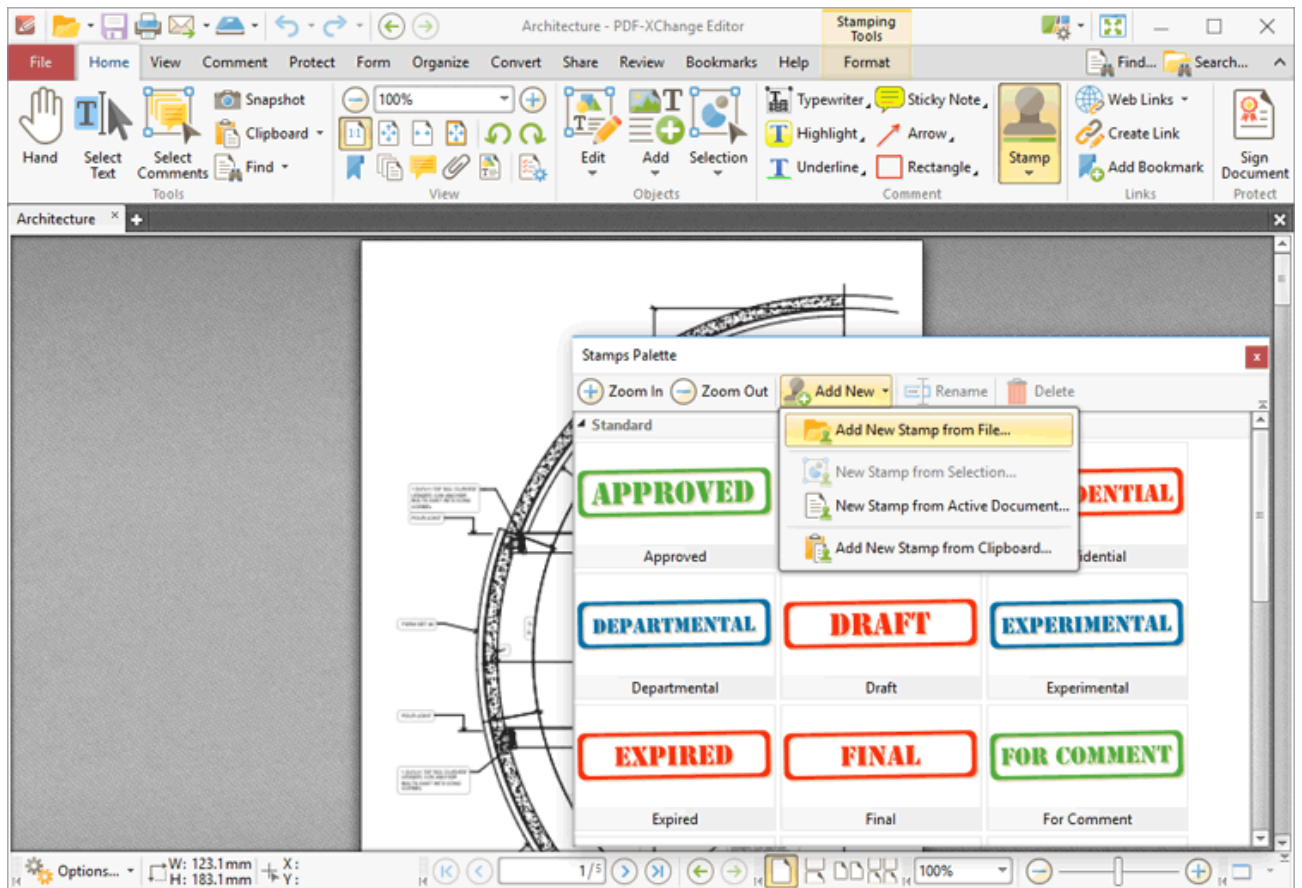 Architecture - PDF-XChange Editor
Stamping
Tools
File Home View Comment Protect Form Organize Convert Share Review Bookmarks Help Format Find... Search...
Hand
Select
Text
Select
Comments
Snapshot
Clipboard
Find
Tools
100%
1:1
View
Edit
Add
Selection
Objects
Typewriter
Sticky Note
Highlight
Arrow
Underline
Rectangle
Stamp
Comment
Web Links
Create Link
Add Bookmark
Links
Sign
Document
Protect
Architecture
Stamps Palette
Zoom In Zoom Out Add New Rename Delete
Standard
Add New Stamp from File...
New Stamp from Selection...
New Stamp from Active Document...
Add New Stamp from Clipboard...
APPROVED
DENTIAL
Approved
idential
DEPARTMENTAL DRAFT EXPERIMENTAL
Departmental Draft Experimental
EXPIRED FINAL FOR COMMENT
Expired Final For Comment
Options...
W: 123.1mm
H: 183.1mm
X:
Y:
1/5
100%